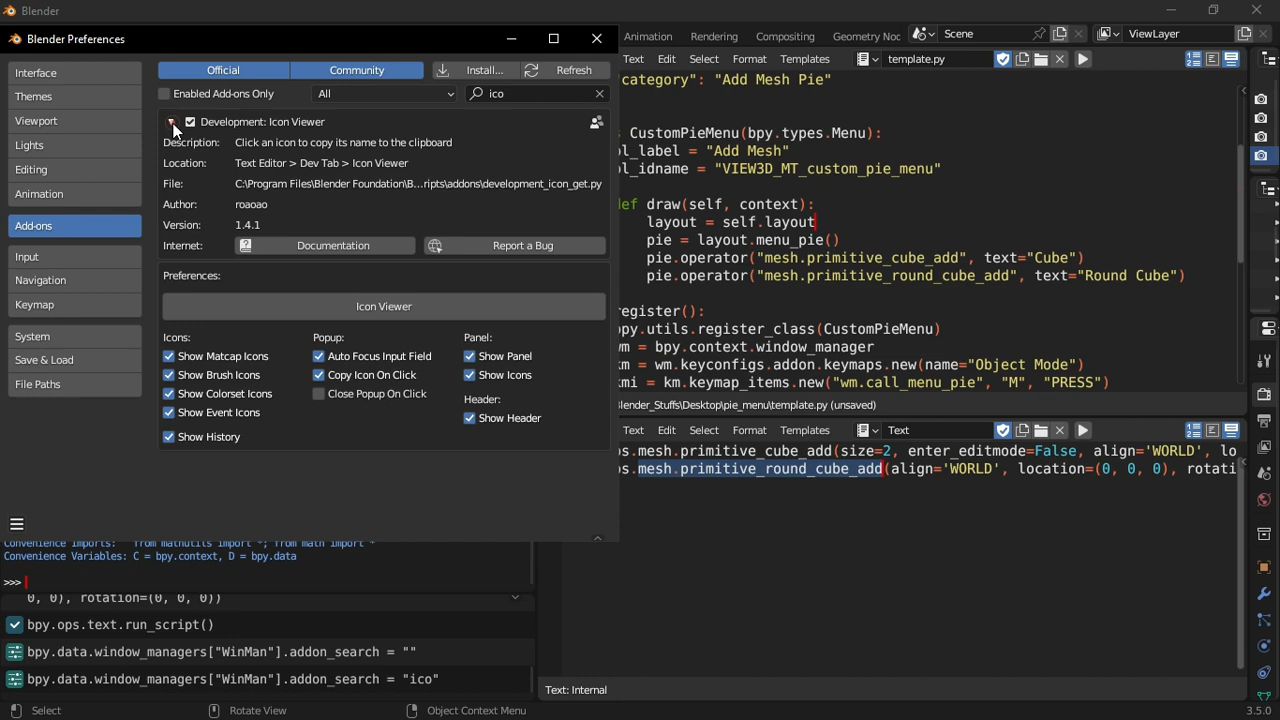 Blender
Blender Preferences
Animation
Rendering
Compositing
Geometry Noc
Scene
ViewLayer
Interface
Themes
Viewport
Lights
Editing
Animation
Add-ons
Input
Navigation
Keymap
System
Save & Load
File Paths
Official
Community
Install...
Refresh
Enabled Add-ons Only
All
ico
Development: Icon Viewer
Description: Click an icon to copy its name to the clipboard
Location: Text Editor > Dev Tab > Icon Viewer
File: C:\Program Files\Blender Foundation\B...ripts\addons\development_icon_get.py
Author: roaoao
Version: 1.4.1
Internet: Documentation Report a Bug
Preferences:
Icon Viewer
Icons:
Show Matcap Icons
Show Brush Icons
Show Colorset Icons
Show Event Icons
Show History
Popup:
Auto Focus Input Field
Copy Icon On Click
Close Popup On Click
Panel:
Show Panel
Show Icons
Header:
Show Header
Text Edit Select Format Templates template.py
category": "Add Mesh Pie"
s CustomPieMenu(bpy.types.Menu):
bl_label = "Add Mesh"
bl_idname = "VIEW3D_MT_custom_pie_menu"
def draw(self, context):
layout = self.layout
pie = layout.menu_pie()
pie.operator("mesh.primitive_cube_add", text="Cube")
pie.operator("mesh.primitive_round_cube_add", text="Round Cube")
register():
bpy.utils.register_class(CustomPieMenu)
wm = bpy.context.window_manager
km = wm.keyconfigs.addon.keymaps.new(name="Object Mode")
kmi = km.keymap_items.new("wm.call_menu_pie", "M", "PRESS")
lender_Stuffs\Desktop\pie_menu\template.py (unsaved)
Text Edit Select Format Templates Text
ps.mesh.primitive_cube_add(size=2, enter_editmode=False, align='WORLD', lo
ps.mesh.primitive_round_cube_add(align='WORLD', location=(0, 0, 0), rotati
Text: Internal
Convenience Imports: from mathutils import *; from math import *
Convenience Variables: C = bpy.context, D = bpy.data
>>>
0, 0), rotation=(0, 0, 0))
bpy.ops.text.run_script()
bpy.data.window_managers["WinMan"].addon_search = ""
bpy.data.window_managers["WinMan"].addon_search = "ico"
Select
Rotate View
Object Context Menu
3.5.0